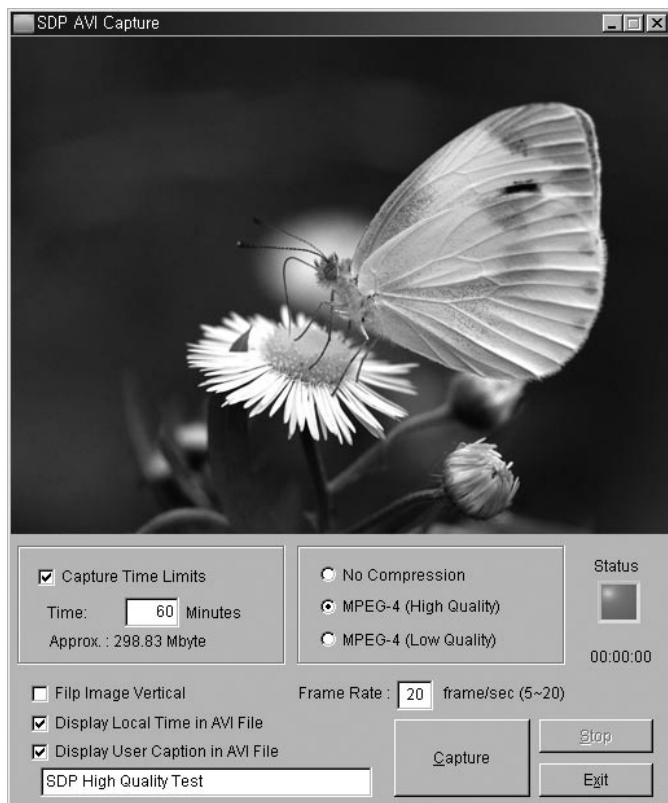 SDP AVI Capture
Capture Time Limits
Time: 60 Minutes
Approx. : 298.83 Mbyte
No Compression
MPEG-4 (High Quality)
MPEG-4 (Low Quality)
Status
00:00:00
Filp Image Vertical
Frame Rate : 20 frame/sec (5~20)
Display Local Time in AVI File
Display User Caption in AVI File
SDP High Quality Test
Capture
Stop
Exit